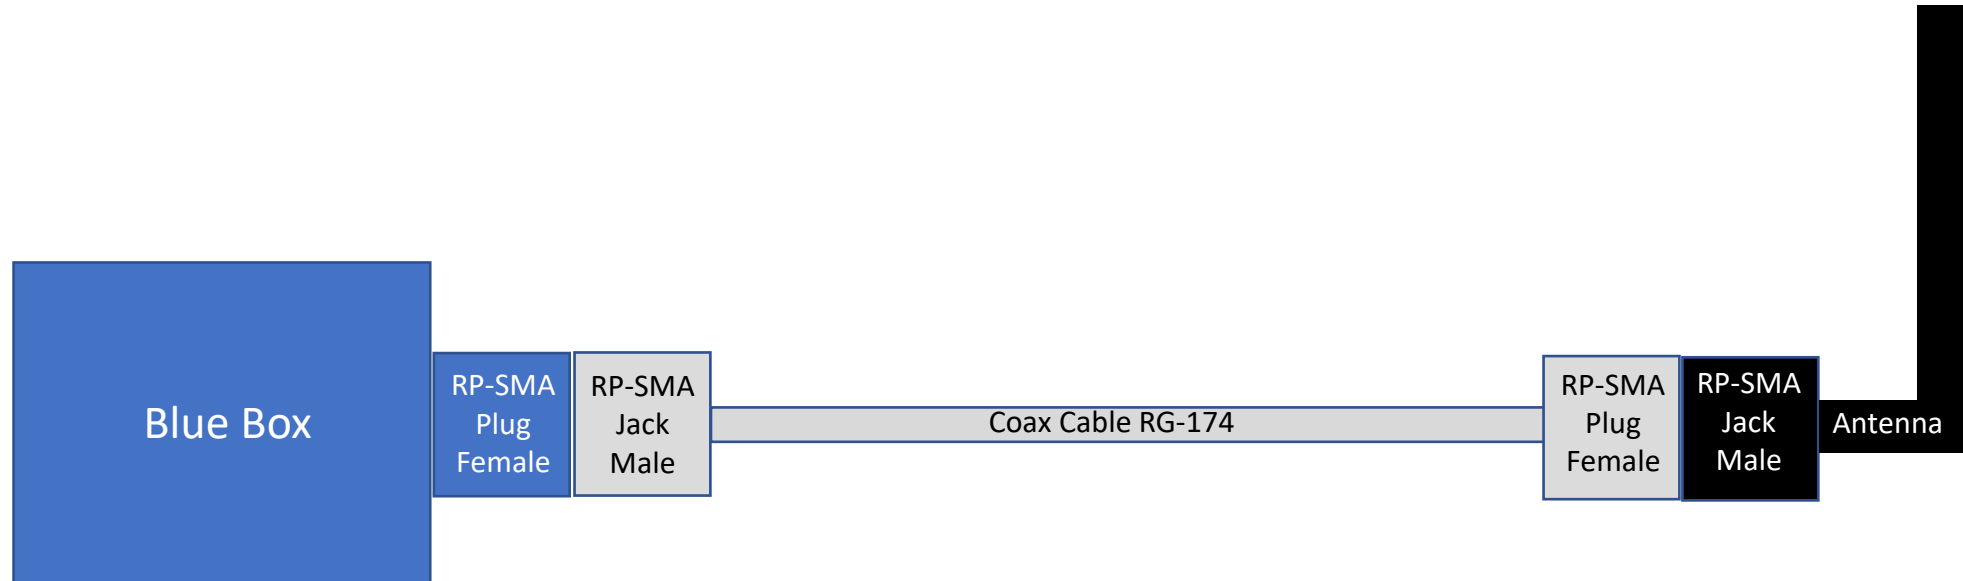 Blue Box
RP-SMA
Plug
Female
RP-SMA
Jack
Male
Coax Cable RG-174
RP-SMA
Plug
Female
RP-SMA
Jack
Male
Antenna